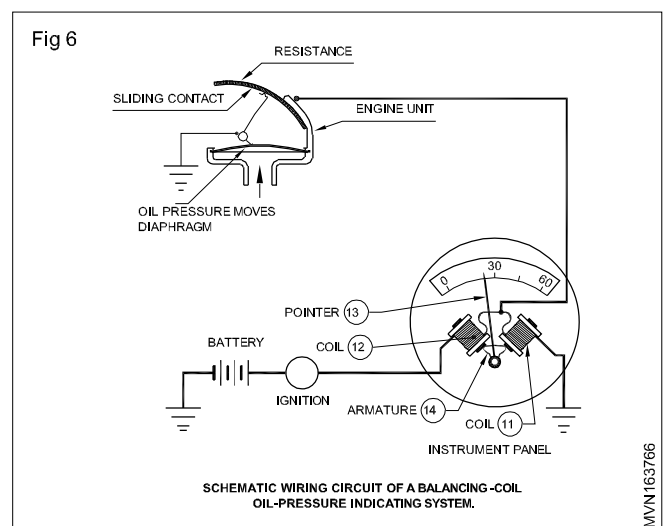 Fig 6
RESISTANCE
SLIDING CONTACT
ENGINE UNIT
OIL PRESSURE MOVES
DIAPHRAGM
0
30
60
POINTER 13
COIL 12
BATTERY
IGNITION
ARMATURE 14
COIL 11
INSTRUMENT PANEL
SCHEMATIC WIRING CIRCUIT OF A BALANCING-COIL
OIL-PRESSURE INDICATING SYSTEM.
MVN163766